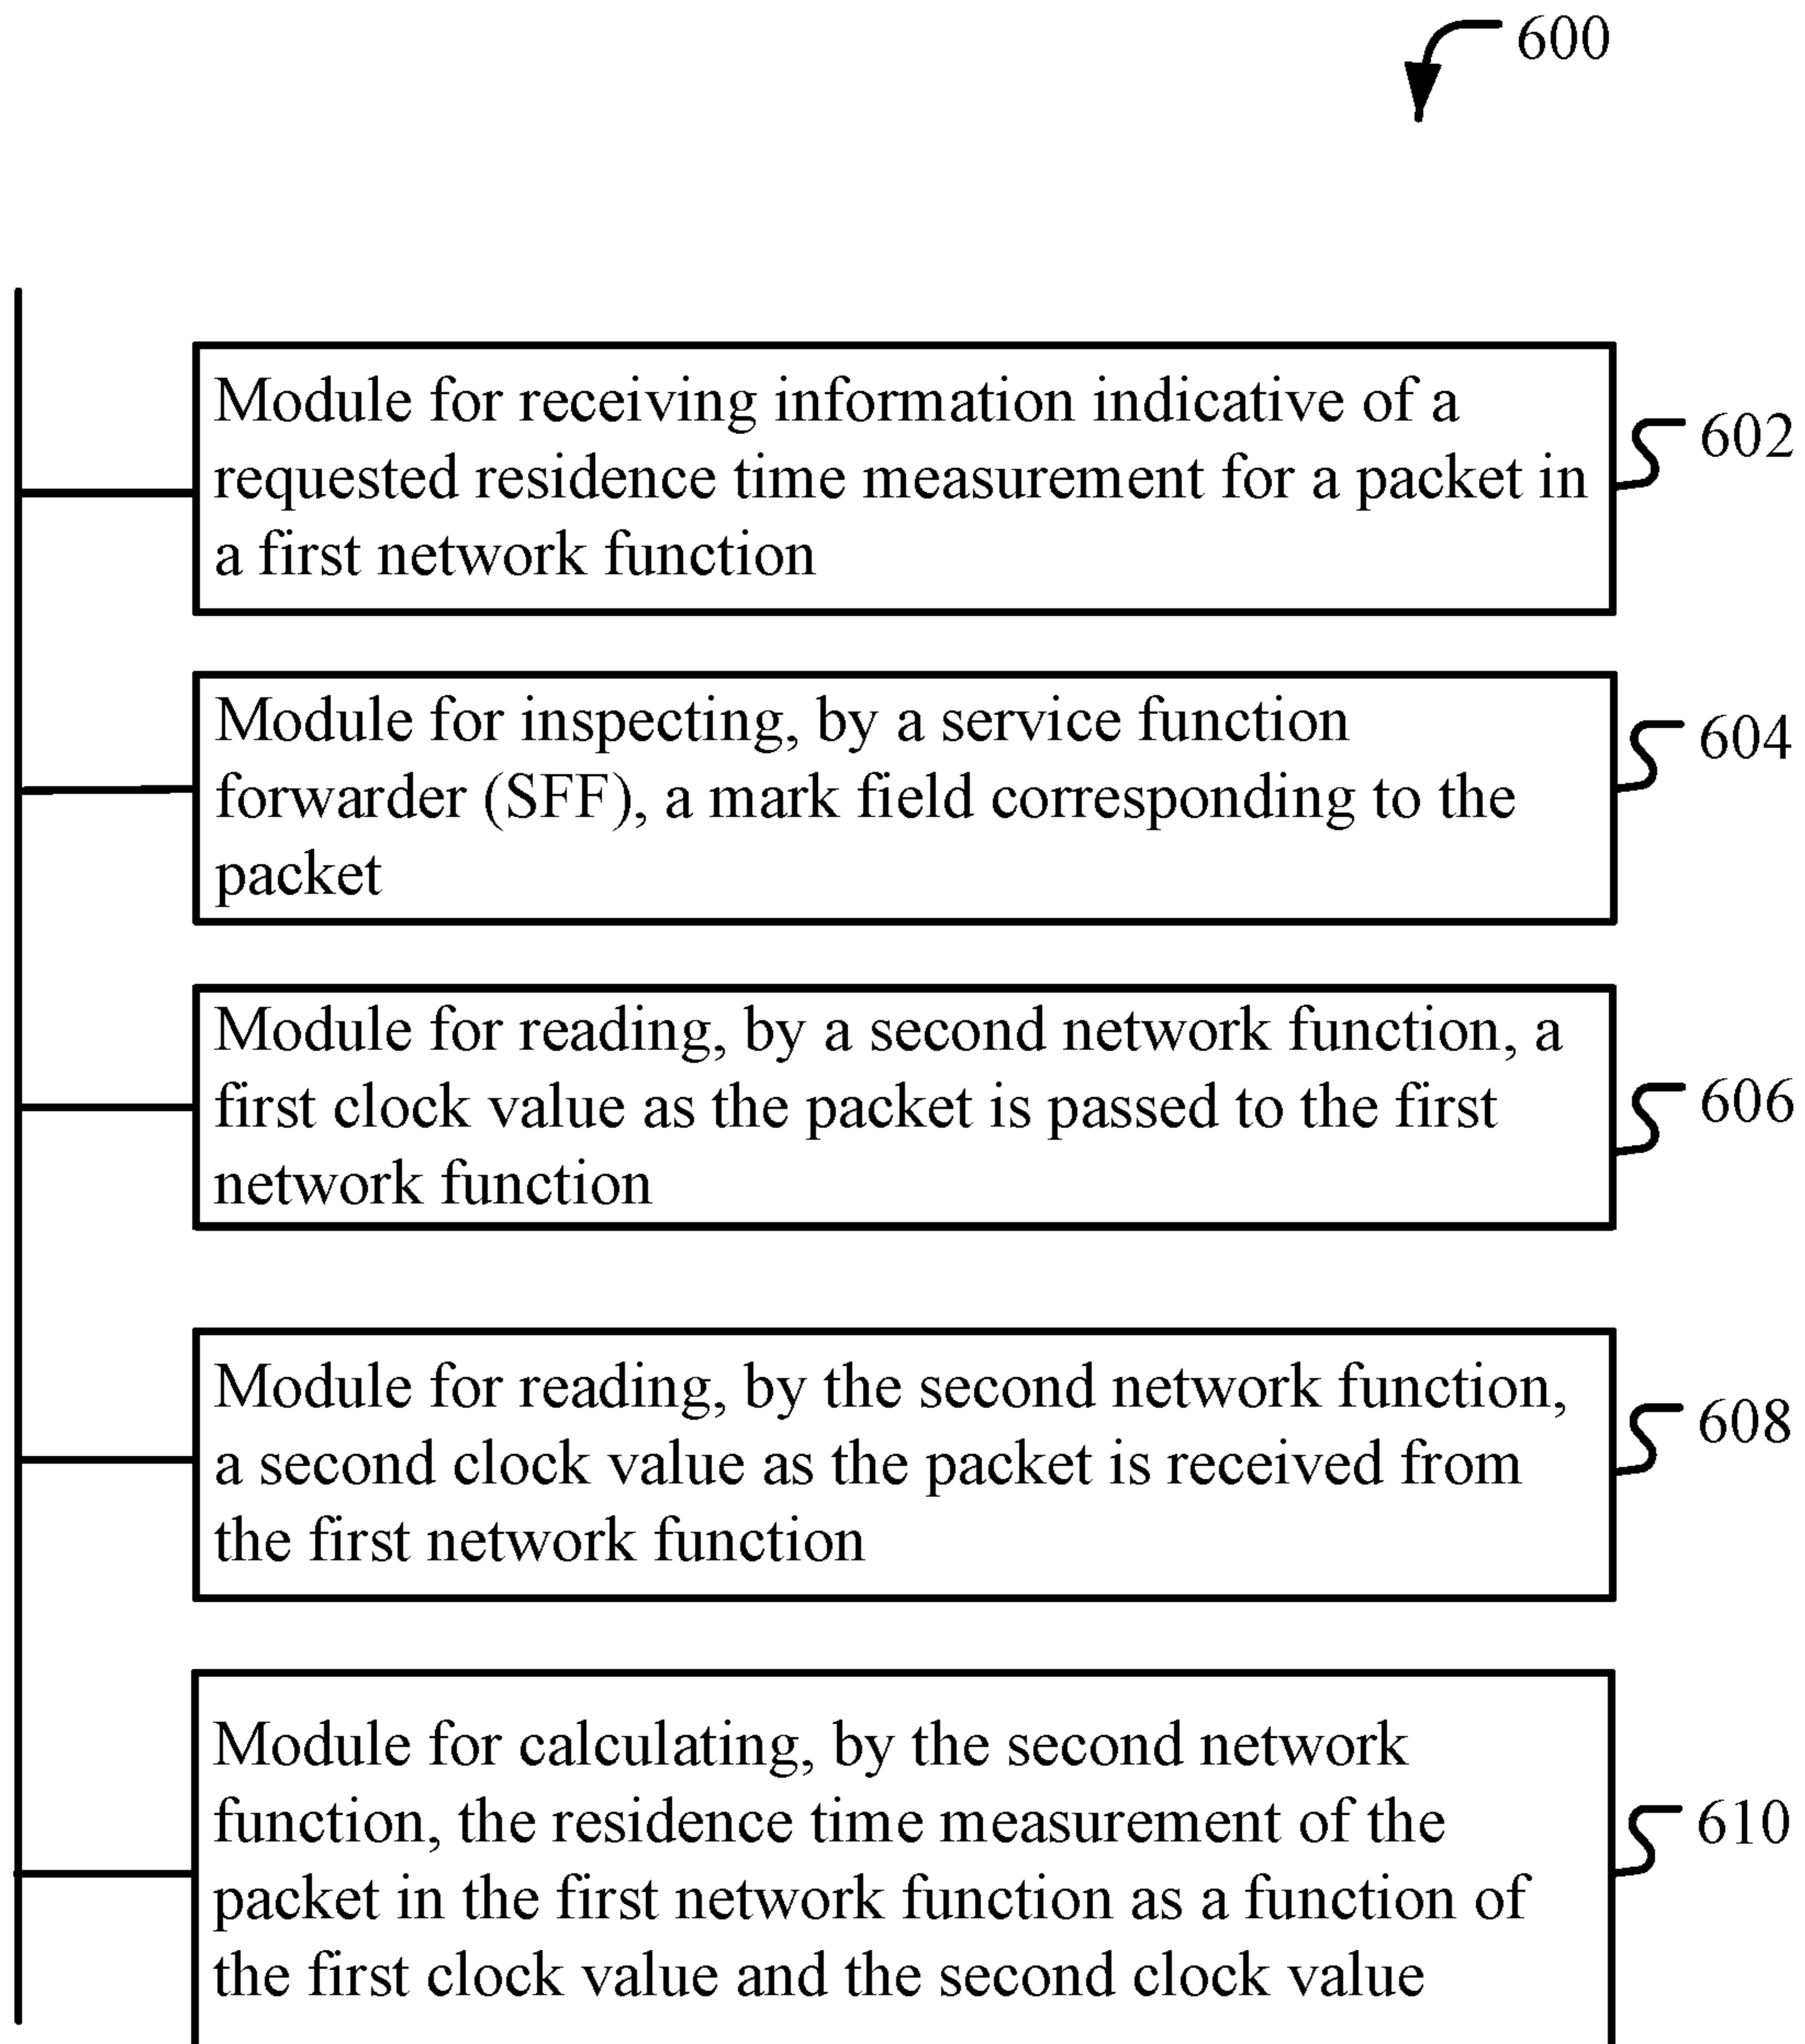 600
Module for receiving information indicative of a
requested residence time measurement for a packet in
a first network function
602
Module for inspecting, by a service function
forwarder (SFF), a mark field corresponding to the
packet
604
Module for reading, by a second network function, a
first clock value as the packet is passed to the first
network function
606
Module for reading, by the second network function,
a second clock value as the packet is received from
the first network function
608
Module for calculating, by the second network
function, the residence time measurement of the
packet in the first network function as a function of
the first clock value and the second clock value
610